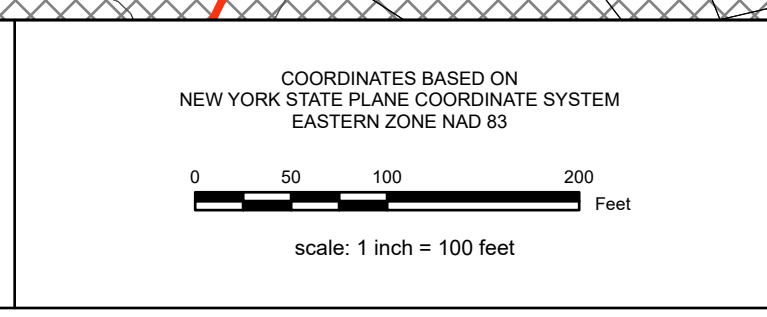 COORDINATES BASED ON
NEW YORK STATE PLANE COORDINATE SYSTEM
EASTERN ZONE NAD 83
0 50 100 200
Feet
scale: 1 inch = 100 feet